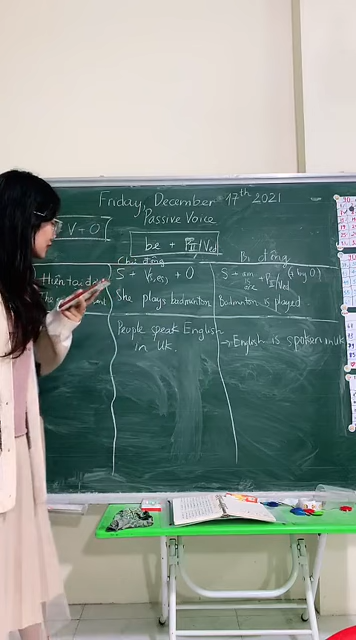 Friday, December 17th 2021
Passive Voice
V + O
be + PII/Ved
Chủ động
Bị động
Hiện tại đơn
S + V(s,es) + O
S + am/is/are + PII/Ved (+ by O)
She plays badminton
Badminton is played
People speak English
in UK.
→ English is spoken in UK